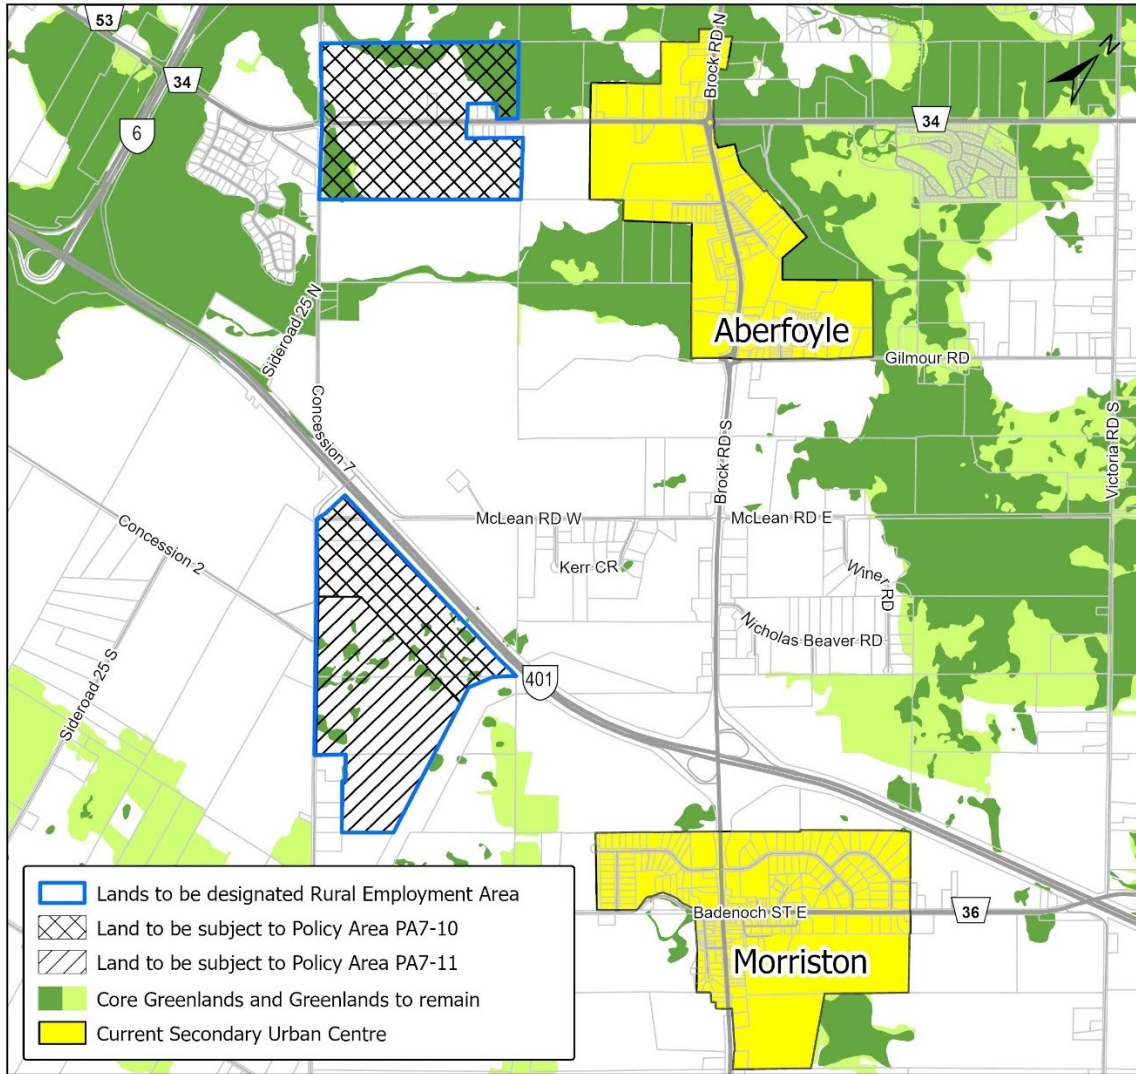 53
34
6
Brock RD N
N
34
Aberfoyle
Gilmour RD
Sideroad 25 N
Concession 7
Brock RD S
Victoria RD S
McLean RD W
McLean RD E
Kerr CR
Winer RD
Concession 2
Nicholas Beaver RD
Sideroad 25 S
401
Lands to be designated Rural Employment Area
Land to be subject to Policy Area PA7-10
Land to be subject to Policy Area PA7-11
Core Greenlands and Greenlands to remain
Current Secondary Urban Centre
Badenoch ST E
36
Morriston